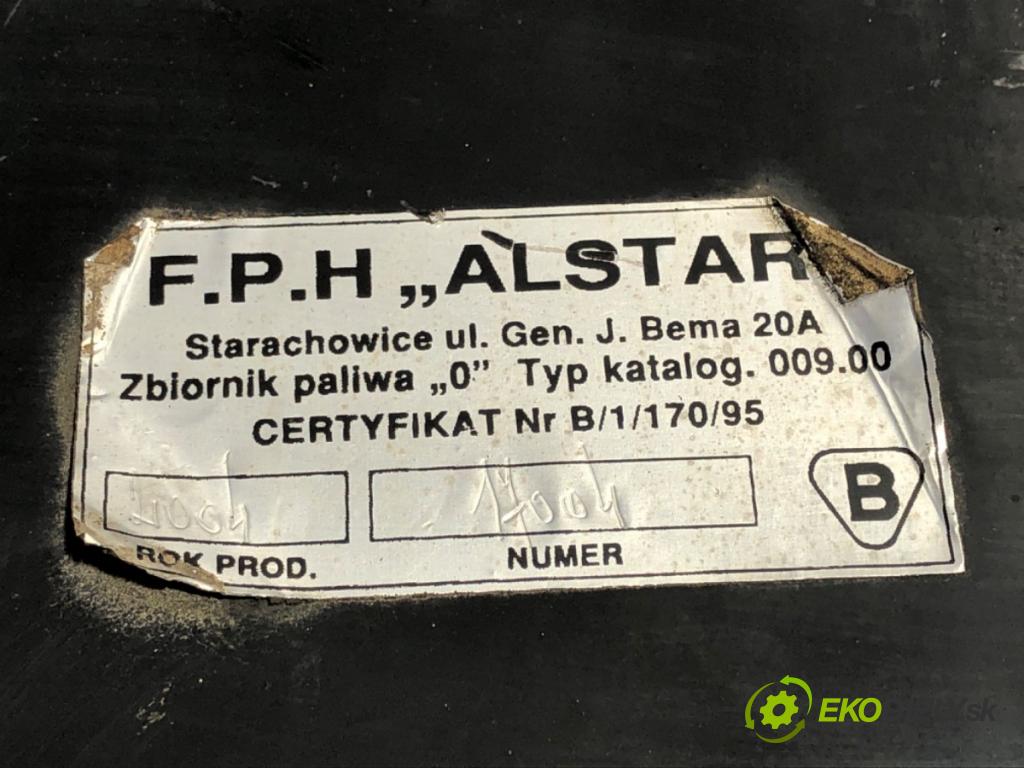 F.P.H „ALSTAR
Starachowice ul. Gen. J. Bema 20A
Zbiornik paliwa „0” Typ katalog. 009.00
CERTYFIKAT Nr B/1/170/95
2004
B
ROK PROD.
NUMER
EKO